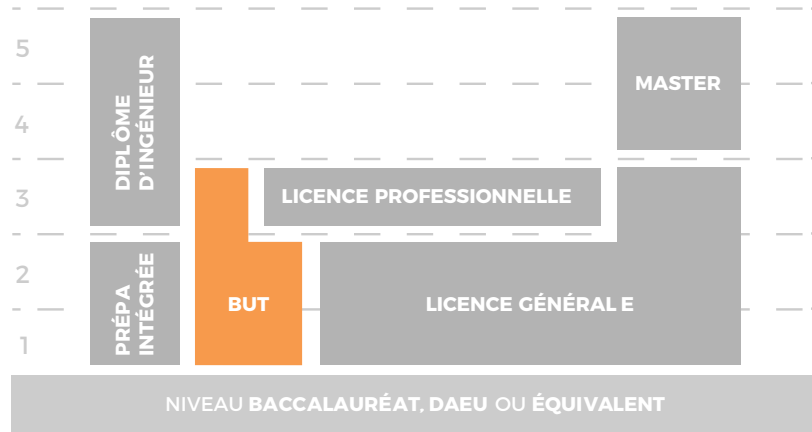 5
4
3
2
1
DIPLÔME
D'INGÉNIEUR
PRÉPA
INTÉGRÉE
BUT
LICENCE PROFESSIONNELLE
LICENCE GÉNÉRALE
MASTER
NIVEAU BACCALAURÉAT, DAEU OU ÉQUIVALENT